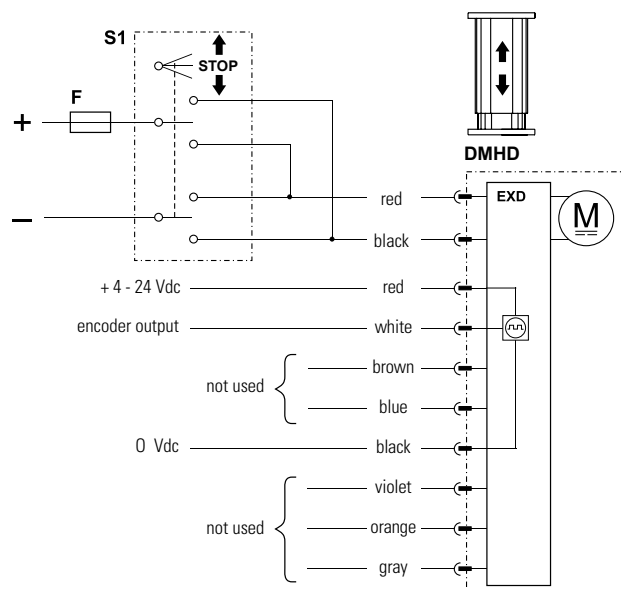 S1
STOP
F
+
–
DMHD
EXD
M
red
black
+ 4 - 24 Vdc red
encoder output white
brown
not used
blue
0 Vdc black
violet
not used orange
gray